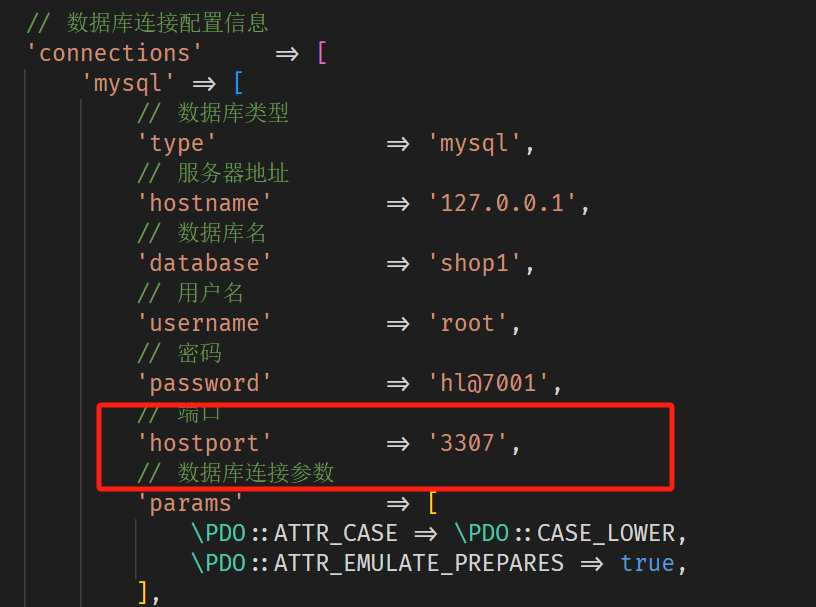 // 数据库连接配置信息
'connections' => [
'mysql' => [
// 数据库类型
'type' => 'mysql',
// 服务器地址
'hostname' => '127.0.0.1',
// 数据库名
'database' => 'shop1',
// 用户名
'username' => 'root',
// 密码
'password' => 'hl@7001',
// 端口
'hostport' => '3307',
// 数据库连接参数
'params' => [
\PDO::ATTR_CASE => \PDO::CASE_LOWER,
\PDO::ATTR_EMULATE_PREPARES => true,
],